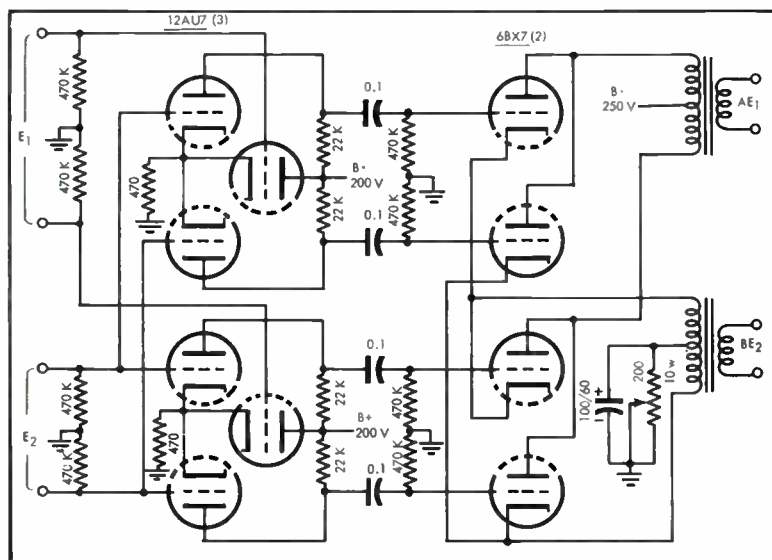 12AU7 (3)
6BX7 (2)
470 K
E1
470 K
470
22 K
0.1
B·
200 V
22 K
0.1
470 K
470 K
B·
250 V
AE1
470 K
E2
470 K
470
22 K
0.1
B+
200 V
22 K
0.1
470 K
470 K
100/60
+
200
10 W
BE2